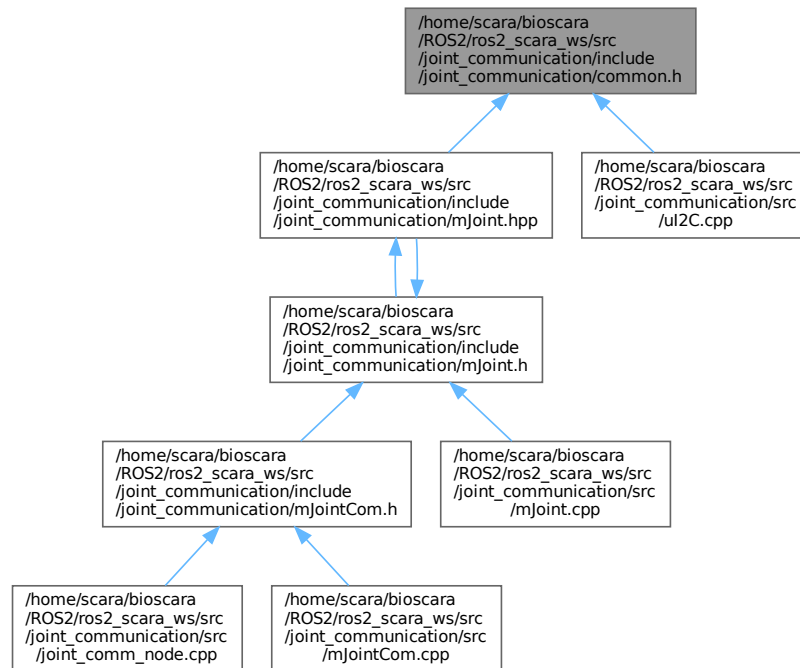 /home/scara/bioscara
/ROS2/ros2_scara_ws/src
/joint_communication/include
/joint_communication/common.h
/home/scara/bioscara
/ROS2/ros2_scara_ws/src
/joint_communication/include
/joint_communication/mJoint.hpp
/home/scara/bioscara
/ROS2/ros2_scara_ws/src
/joint_communication/src
/uI2C.cpp
/home/scara/bioscara
/ROS2/ros2_scara_ws/src
/joint_communication/include
/joint_communication/mJoint.h
/home/scara/bioscara
/ROS2/ros2_scara_ws/src
/joint_communication/include
/joint_communication/mJointCom.h
/home/scara/bioscara
/ROS2/ros2_scara_ws/src
/joint_communication/src
/mJoint.cpp
/home/scara/bioscara
/ROS2/ros2_scara_ws/src
/joint_communication/src
/joint_comm_node.cpp
/home/scara/bioscara
/ROS2/ros2_scara_ws/src
/joint_communication/src
/mJointCom.cpp